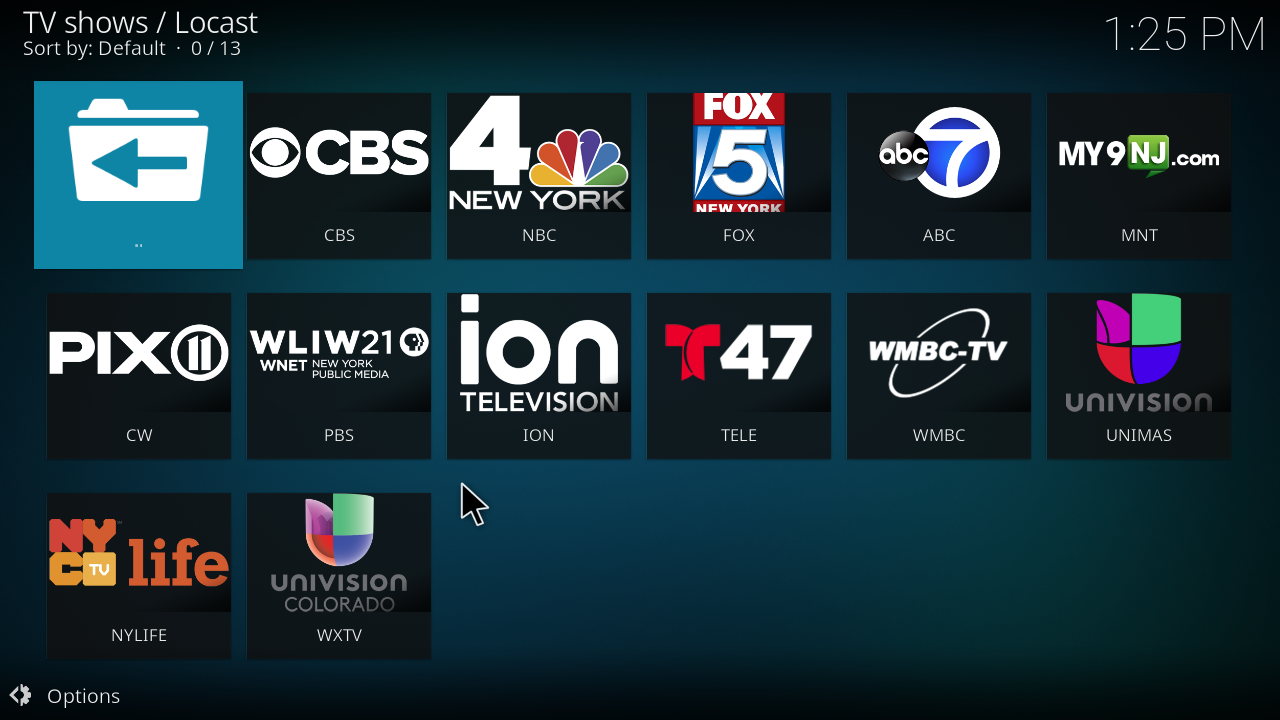 TV shows / Locast
Sort by: Default · 0 / 13
1:25 PM
..
CBS
CBS
4
NEW YORK
NBC
FOX
5
NEW YORK
FOX
abc 7
ABC
MY9NJ.com
MNT
PIX11
CW
WLIW21
WNET NEW YORK
PUBLIC MEDIA
PBS
ion
TELEVISION
ION
T47
TELE
WMBC-TV
WMBC
UNIVISION
UNIMAS
NYC TV life
NYLIFE
UNIVISION
COLORADO
WXTV
Options